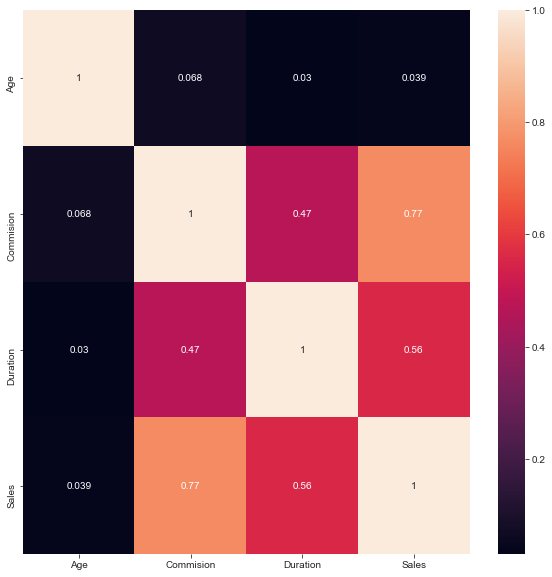 Age 1 0.068 0.03 0.039
Commision 0.068 1 0.47 0.77
Duration 0.03 0.47 1 0.56
Sales 0.039 0.77 0.56 1
Age Commision Duration Sales
1.0
0.8
0.6
0.4
0.2